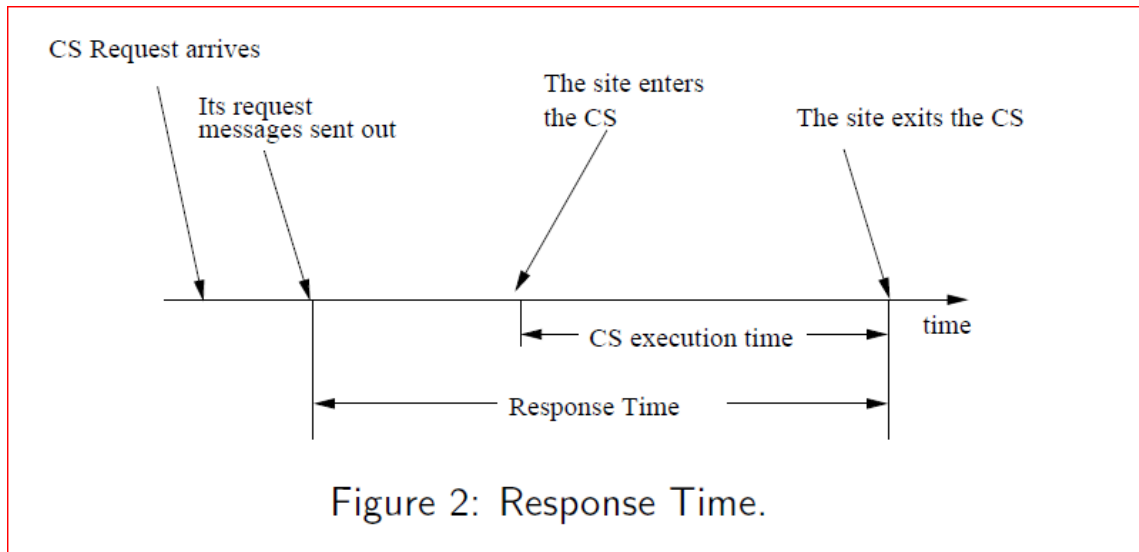 CS Request arrives
Its request
messages sent out
The site enters
the CS
The site exits the CS
time
CS execution time
Response Time
Figure 2: Response Time.